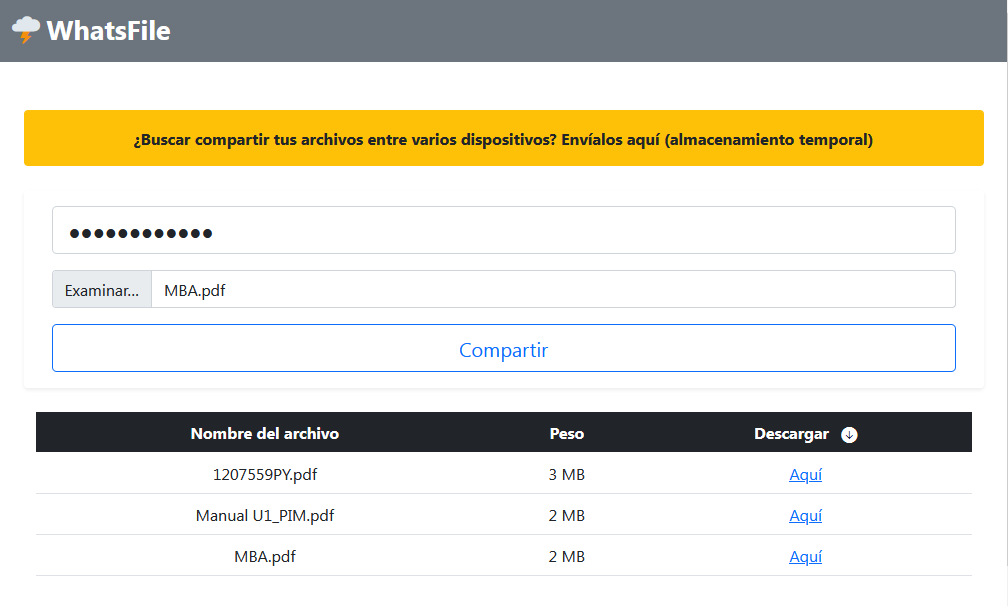 WhatsFile
¿Buscar compartir tus archivos entre varios dispositivos? Envíalos aquí (almacenamiento temporal)
●●●●●●●●●●●●
Examinar... MBA.pdf
Compartir
Nombre del archivo Peso Descargar
1207559PY.pdf 3 MB Aquí
Manual U1_PIM.pdf 2 MB Aquí
MBA.pdf 2 MB Aquí